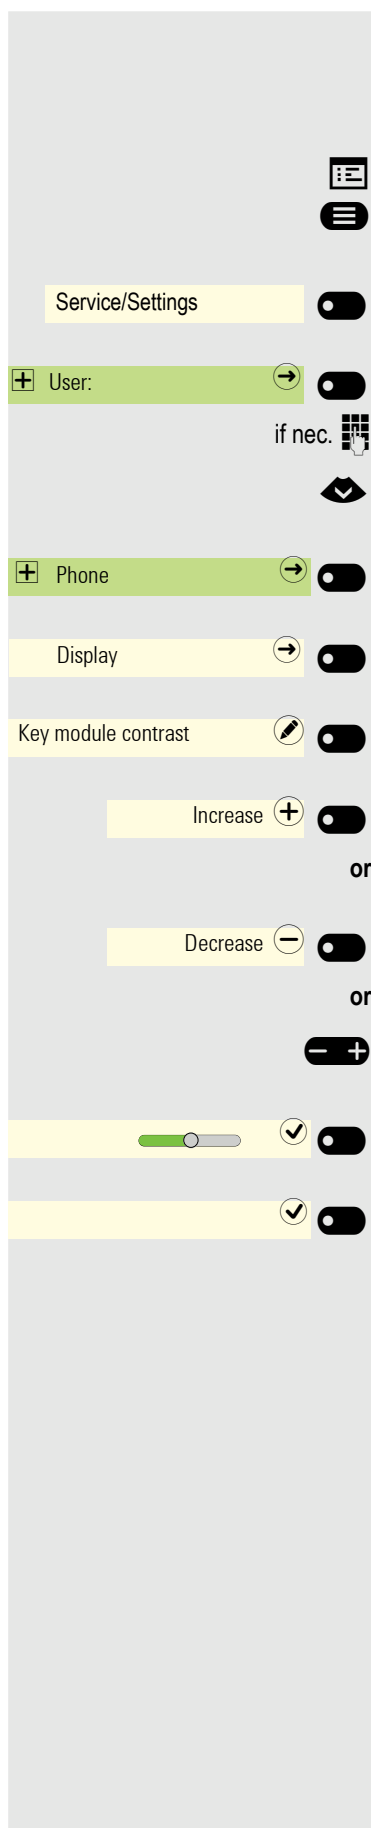 Service/Settings
User:
if nec.
Phone
Display
Key module contrast
Increase
or
Decrease
or